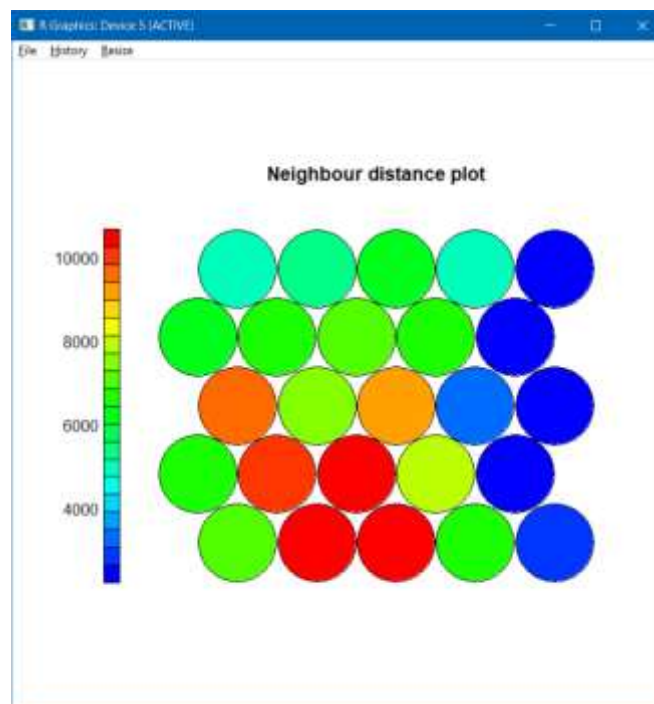 R Graphics: Device 5 (ACTIVE)
File History Resize
Neighbour distance plot
10000
8000
6000
4000